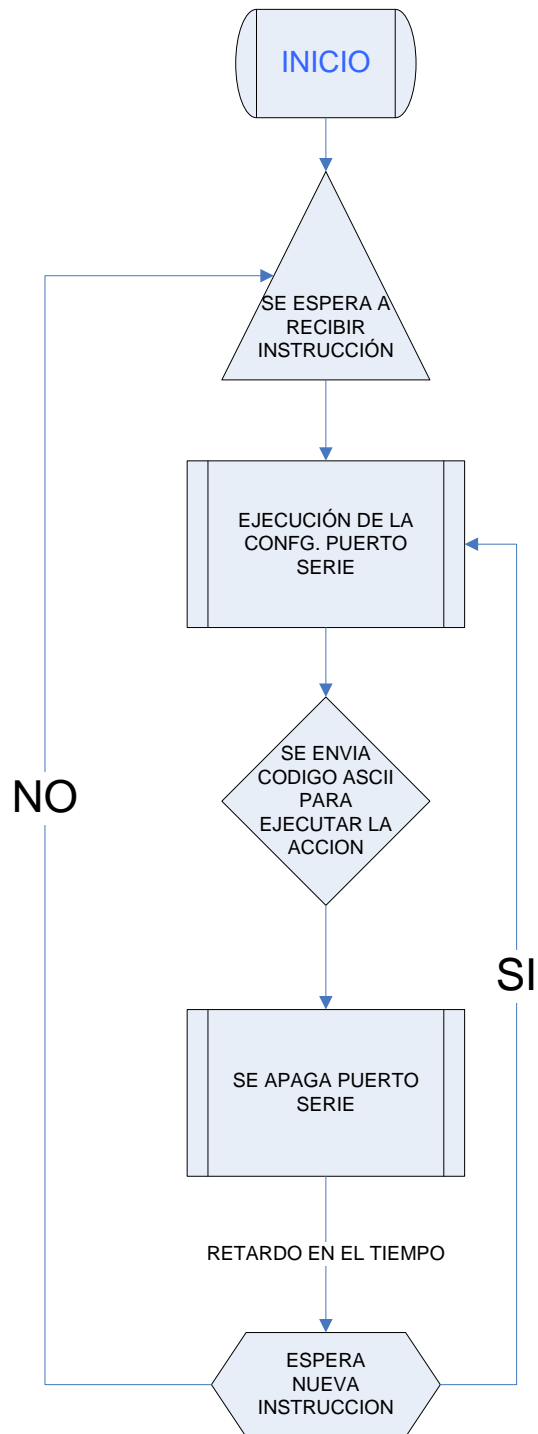 INICIO
SE ESPERA A
RECIBIR
INSTRUCCIÓN
EJECUCIÓN DE LA
CONFG. PUERTO
SERIE
SE ENVIA
CODIGO ASCII
PARA
EJECUTAR LA
ACCION
NO
SI
SE APAGA PUERTO
SERIE
RETARDO EN EL TIEMPO
ESPERA
NUEVA
INSTRUCCION